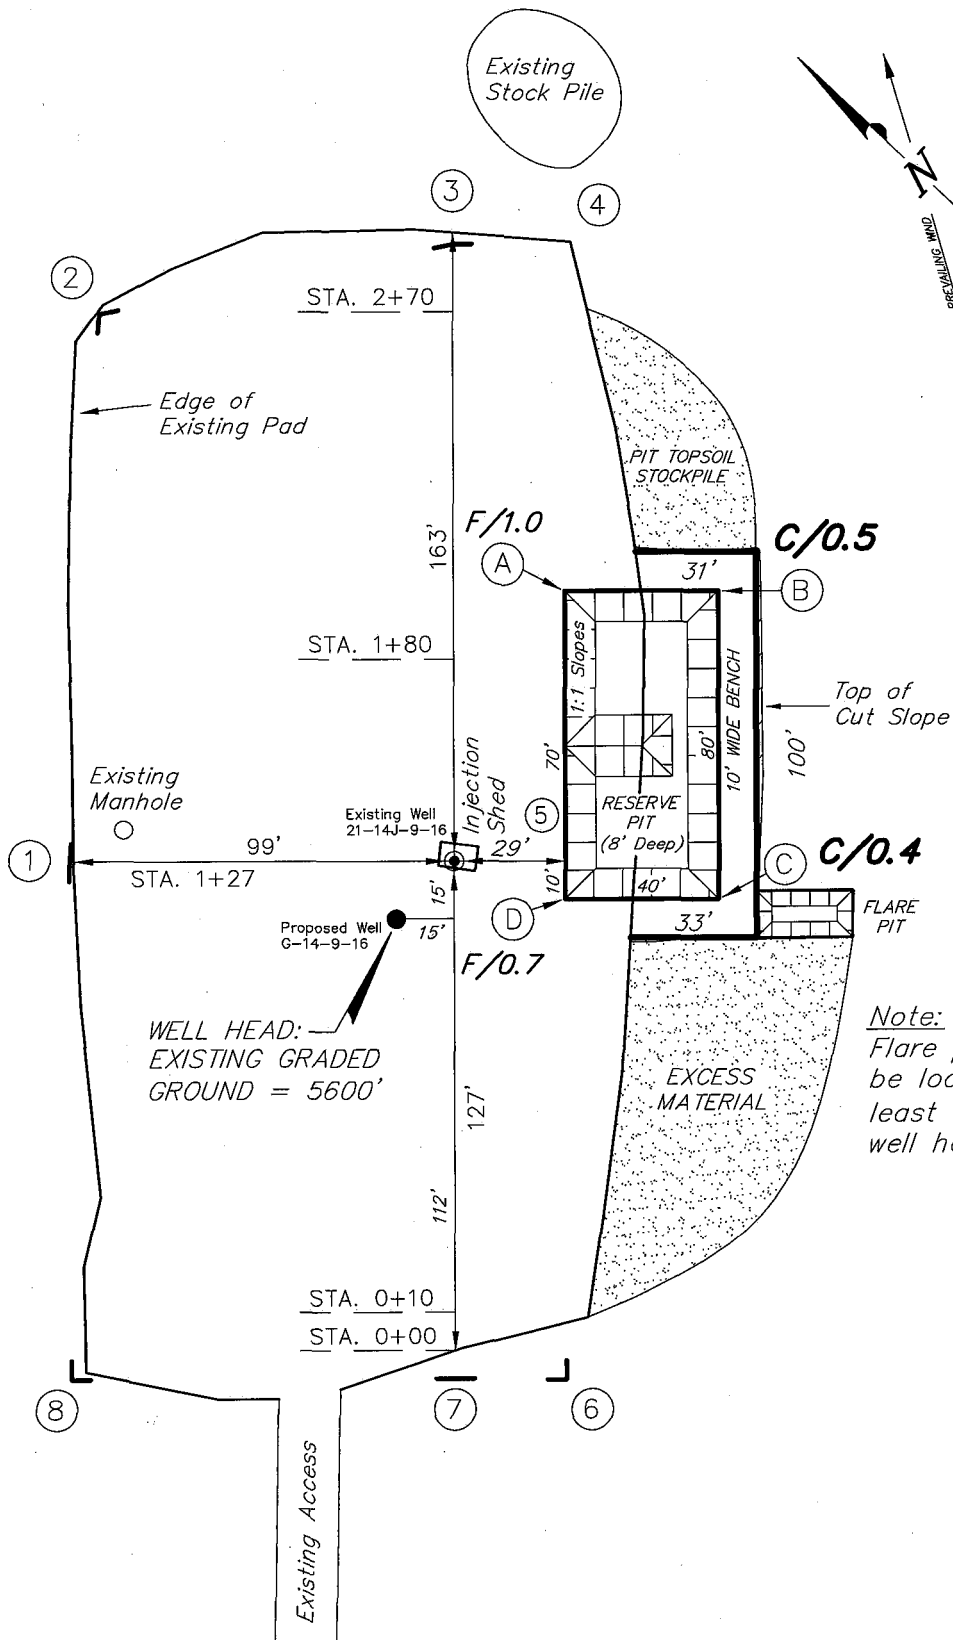 Existing
Stock Pile
N
PREVAILING WIND
3
4
2
STA. 2+70
Edge of
Existing Pad
PIT TOPSOIL
STOCKPILE
163'
F/1.0
C/0.5
A
31'
B
STA. 1+80
1:1 Slopes
10' WIDE BENCH
Top of
Cut Slope
70'
80'
100'
Existing
Manhole
Injection
Shed
Existing Well
21-14J-9-16
5
RESERVE
PIT
(8' Deep)
1
99'
29'
C/0.4
STA. 1+27
15'
10'
40'
C
Proposed Well
G-14-9-16
15'
D
33'
FLARE
PIT
F/0.7
WELL HEAD:
EXISTING GRADED
GROUND = 5600'
Note:
Flare
be loc
least
well h
EXCESS
MATERIAL
127'
112'
STA. 0+10
STA. 0+00
8
7
6
Existing Access